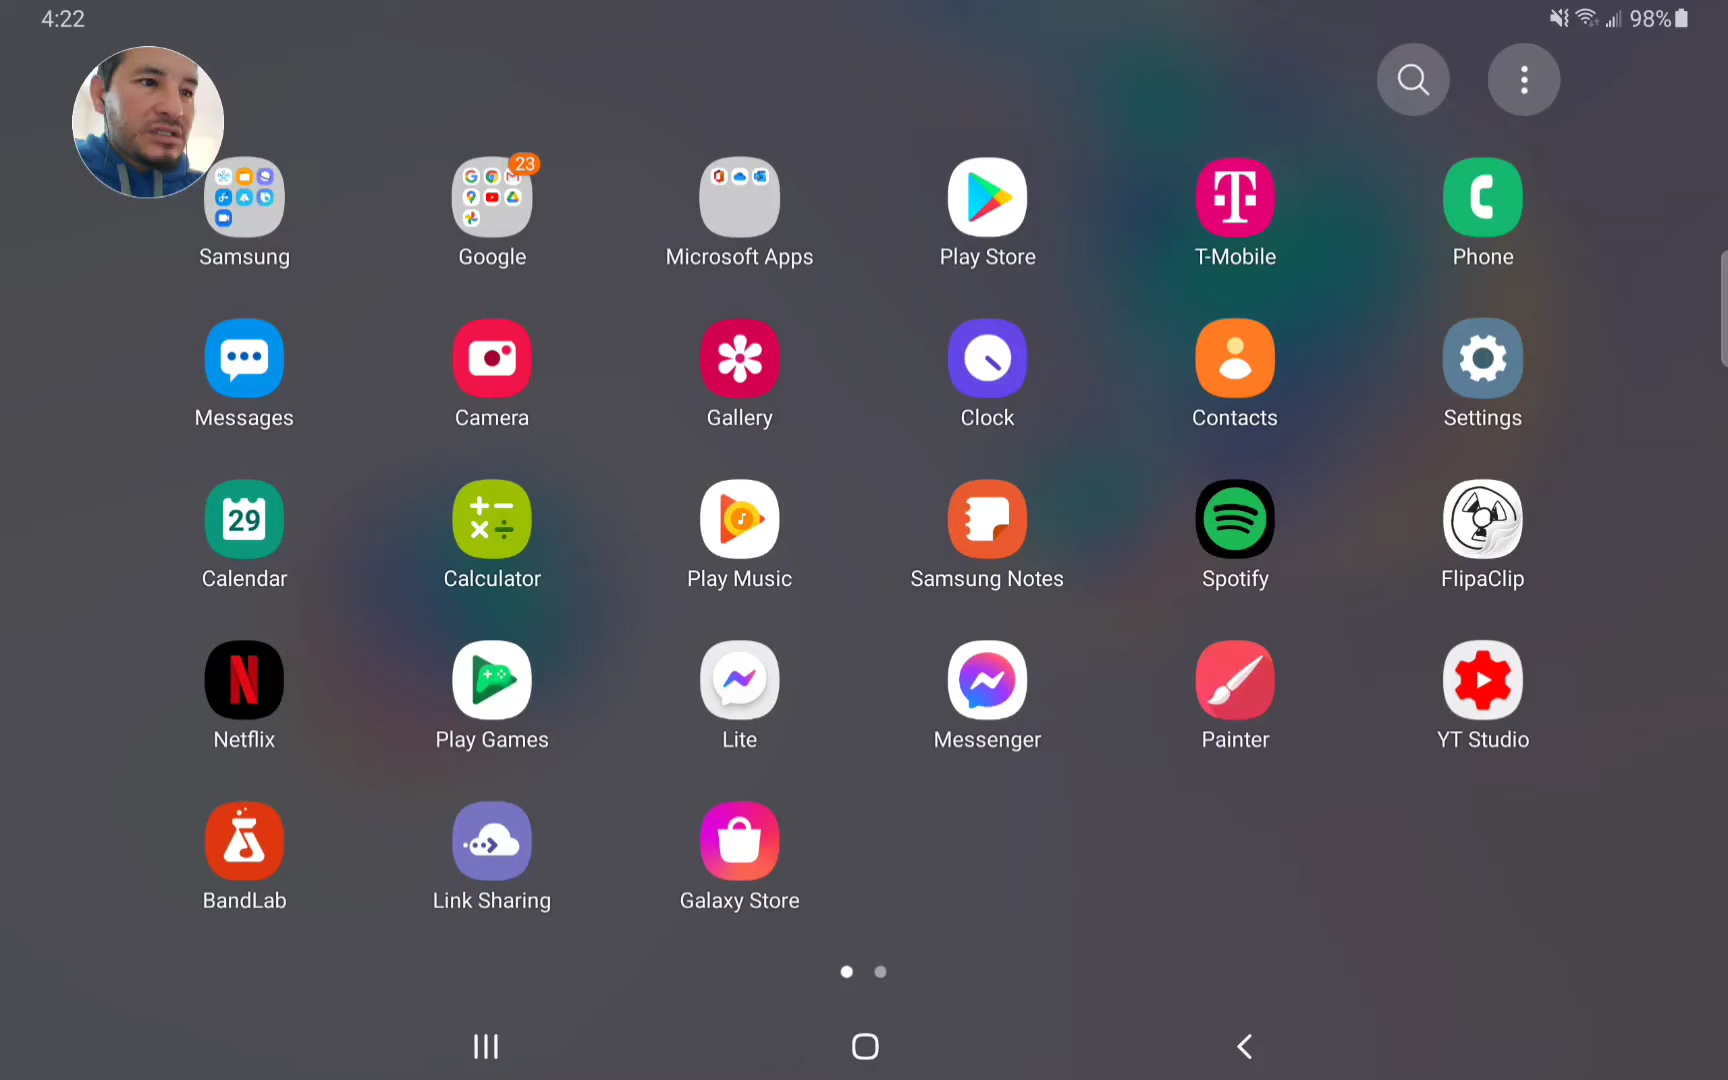 4:22
98%
23
Samsung
Google
Microsoft Apps
Play Store
T-Mobile
Phone
Messages
Camera
Gallery
Clock
Contacts
Settings
29
Calendar
Calculator
Play Music
Samsung Notes
Spotify
FlipaClip
Netflix
Play Games
Lite
Messenger
Painter
YT Studio
BandLab
Link Sharing
Galaxy Store